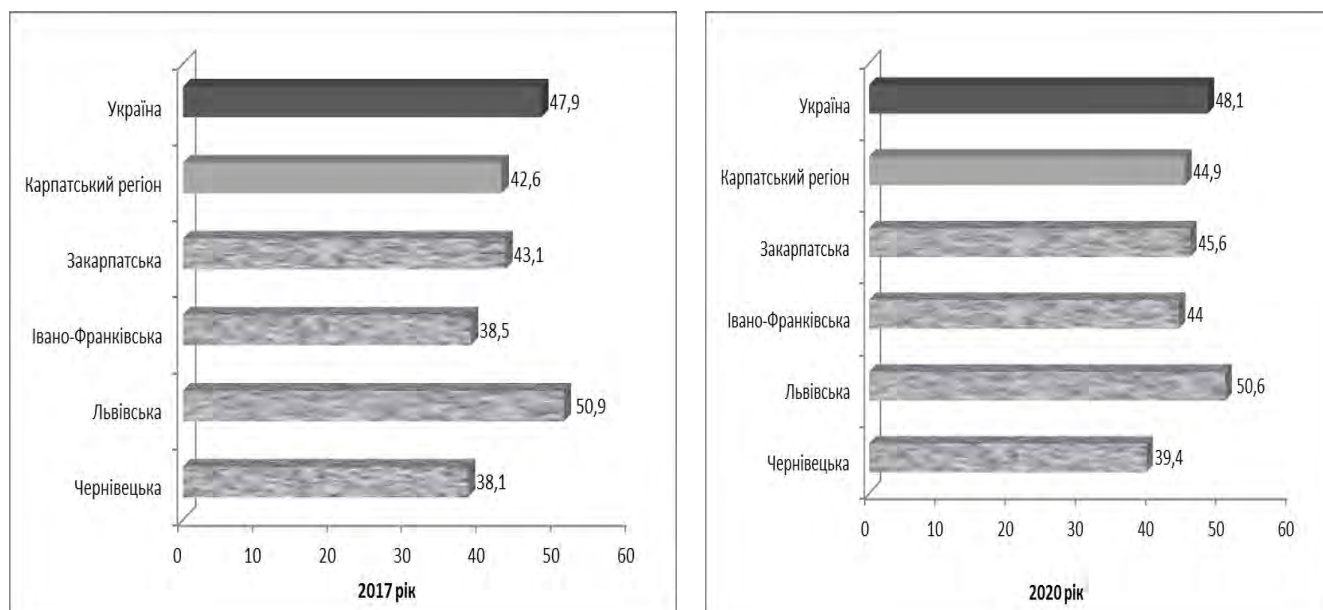 Україна
47,9
Карпатський регіон
42,6
Закарпатська
43,1
Івано-Франківська
38,5
Львівська
50,9
Чернівецька
38,1
0 10 20 30 40 50 60
2017 рік
Україна
48,1
Карпатський регіон
44,9
Закарпатська
45,6
Івано-Франківська
44
Львівська
50,6
Чернівецька
39,4
0 10 20 30 40 50 60
2020 рік